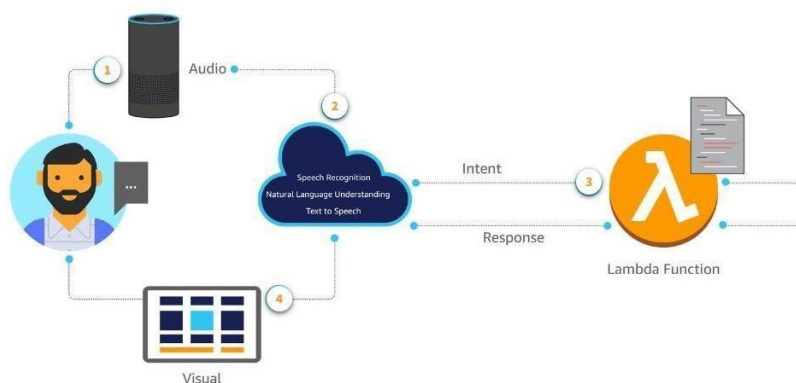 1
Audio
2
...
Speech Recognition
Natural Language Understanding
Text to Speech
Intent
3
Response
λ
Lambda Function
4
Visual